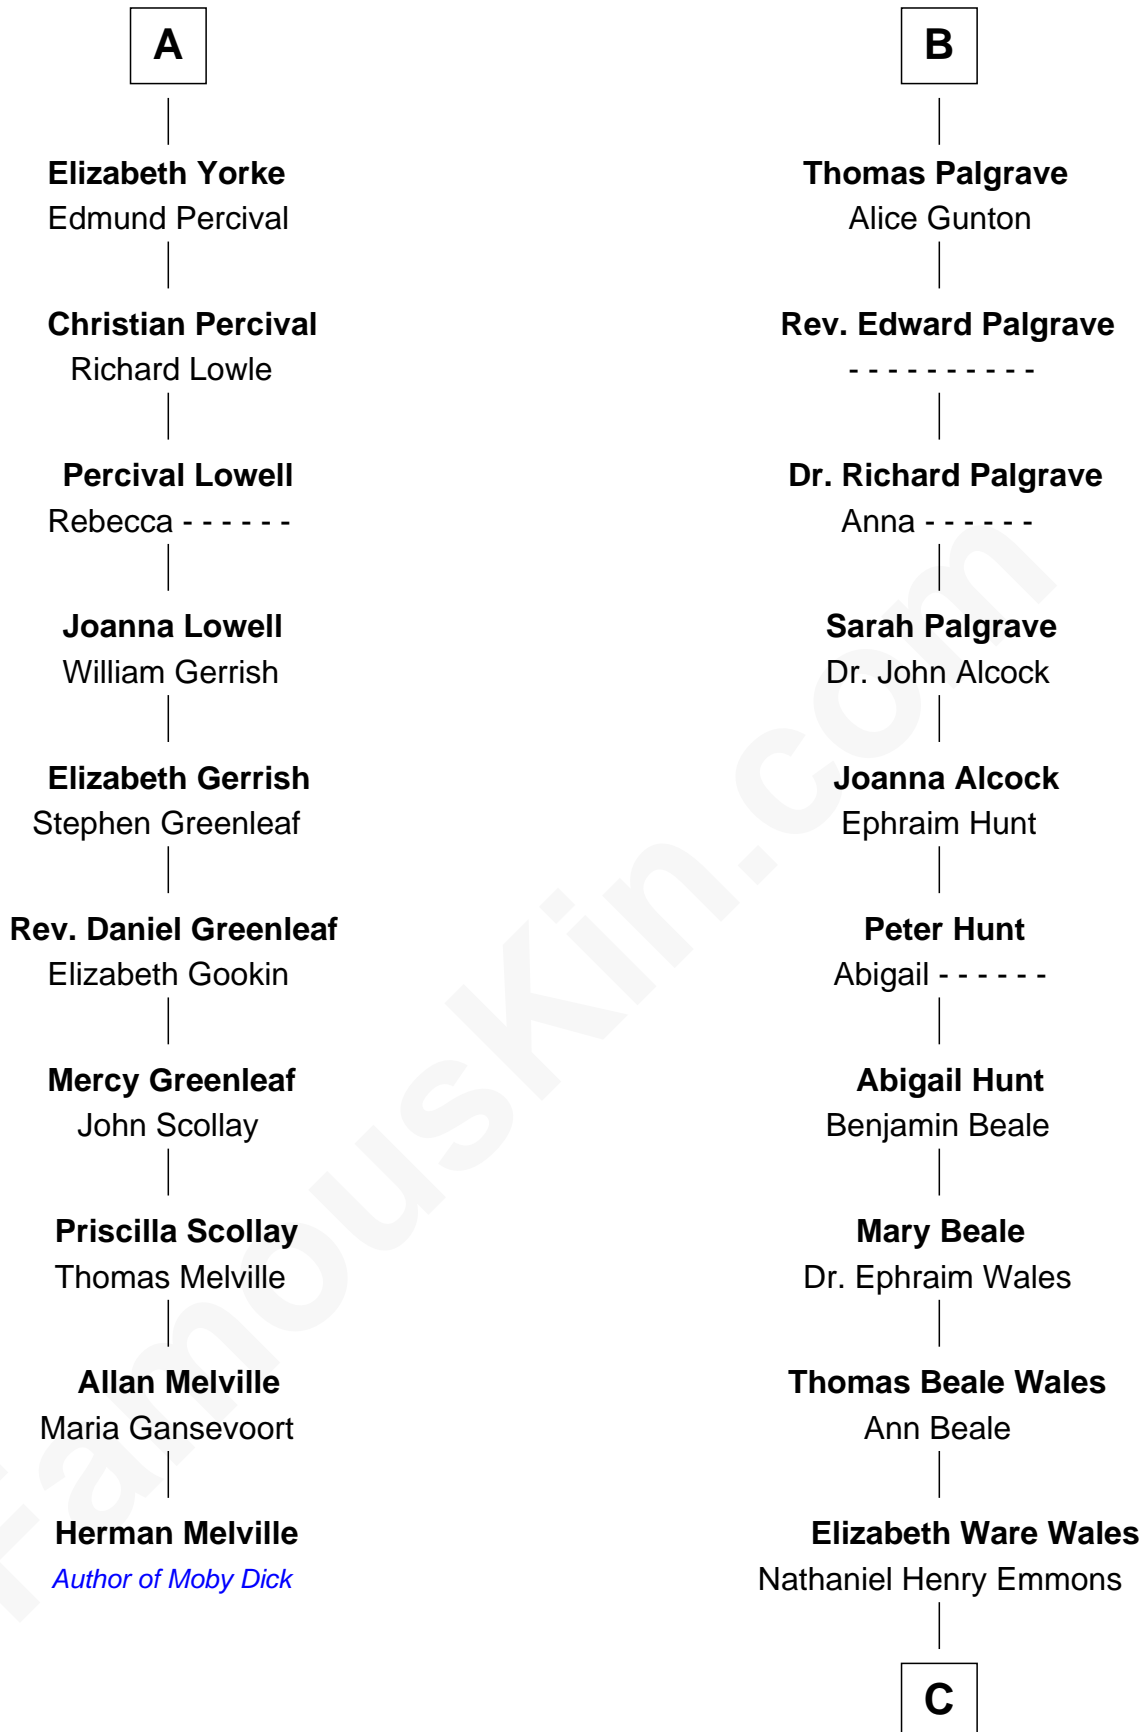 A
Elizabeth Yorke
Edmund Percival
Christian Percival
Richard Lowle
Percival Lowell
Rebecca - - - - - -
Joanna Lowell
William Gerrish
Elizabeth Gerrish
Stephen Greenleaf
Rev. Daniel Greenleaf
Elizabeth Gookin
Mercy Greenleaf
John Scollay
Priscilla Scollay
Thomas Melville
Allan Melville
Maria Gansevoort
Herman Melville
Author of Moby Dick
B
Thomas Palgrave
Alice Gunton
Rev. Edward Palgrave
- - - - - - - - - -
Dr. Richard Palgrave
Anna - - - - - -
Sarah Palgrave
Dr. John Alcock
Joanna Alcock
Ephraim Hunt
Peter Hunt
Abigail - - - - - -
Abigail Hunt
Benjamin Beale
Mary Beale
Dr. Ephraim Wales
Thomas Beale Wales
Ann Beale
Elizabeth Ware Wales
Nathaniel Henry Emmons
C
FamousKin.com